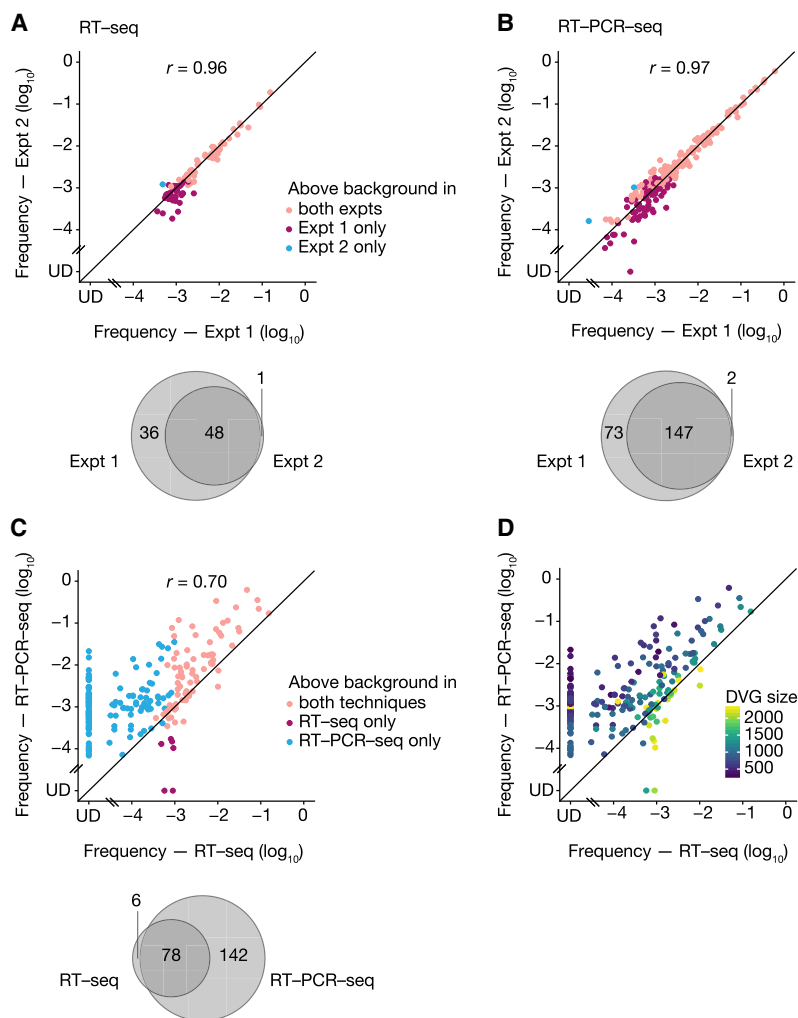 A
RT–seq
r = 0.96
Frequency — Expt 2 (log10)
0
−1
−2
−3
−4
UD
UD
−4
−3
−2
−1
0
Frequency — Expt 1 (log10)
Above background in
both expts
Expt 1 only
Expt 2 only
1
36
48
Expt 1
Expt 2
B
RT–PCR–seq
r = 0.97
Frequency — Expt 2 (log10)
0
−1
−2
−3
−4
UD
UD
−4
−3
−2
−1
0
Frequency — Expt 1 (log10)
2
73
147
Expt 1
Expt 2
C
r = 0.70
Frequency — RT–PCR–seq (log10)
0
−1
−2
−3
−4
UD
UD
−4
−3
−2
−1
0
Frequency — RT–seq (log10)
Above background in
both techniques
RT–seq only
RT–PCR–seq only
6
78
142
RT–seq
RT–PCR–seq
D
Frequency — RT–PCR–seq (log10)
0
−1
−2
−3
−4
UD
UD
−4
−3
−2
−1
0
Frequency — RT–seq (log10)
DVG size
2000
1500
1000
500